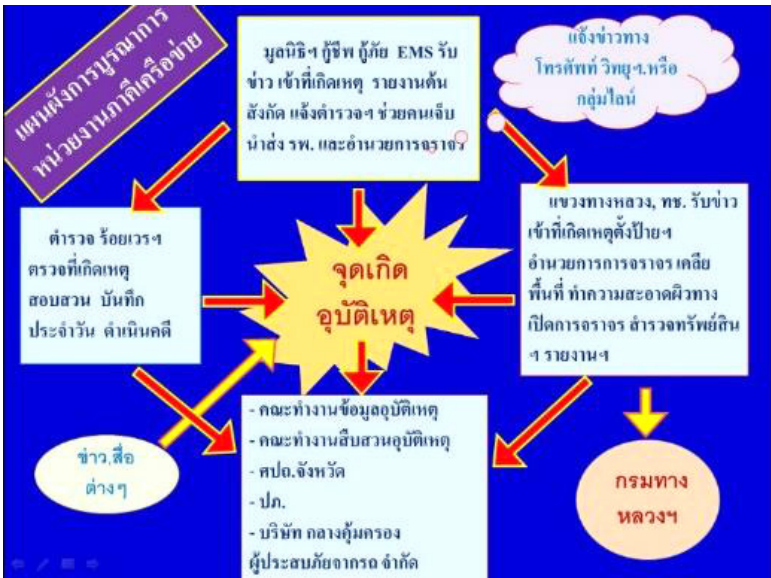 แผนผังการบูรณาการ
หน่วยงานภาคีเครือข่าย
มูลนิธิฯ กู้ชีพ กู้ภัย EMS รับ
ข่าว เข้าที่เกิดเหตุ รายงานต้น
สังกัด แจ้งตำรวจฯ ช่วยคนเจ็บ
นำส่ง รพ. และอำนวยการจราจร
แจ้งข่าวทาง
โทรศัพท์ วิทยุฯ.หรือ
กลุ่มไลน์
ตำรวจ ร้อยเวรฯ
ตรวจที่เกิดเหตุ
สอบสวน บันทึก
ประจำวัน ดำเนินคดี
จุดเกิด
อุบัติเหตุ
แขวงทางหลวง, ทช. รับข่าว
เข้าที่เกิดเหตุตั้งป้ายฯ
อำนวยการการจราจร เคลีย
พื้นที่ ทำความสะอาดผิวทาง
เปิดการจราจร สำรวจทรัพย์สิน
ฯ รายงานฯ
ข่าว.สื่อ
ต่างๆ
- คณะทำงานข้อมูลอุบัติเหตุ
- คณะทำงานสืบสวนอุบัติเหตุ
- ศปถ.จังหวัด
- ปภ.
- บริษัท กลางคุ้มครอง
ผู้ประสบภัยจากรถ จำกัด
กรมทาง
หลวงฯ